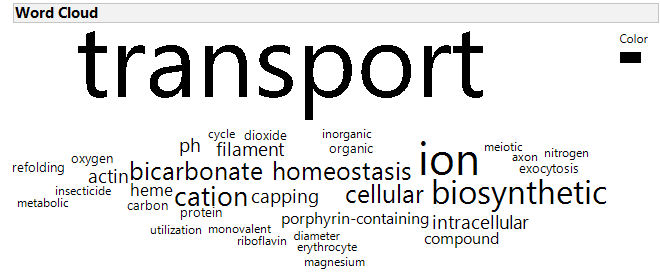 Word Cloud
Color
transport
cycle dioxide inorganic
ph filament organic ion meiotic
axon nitrogen
refolding oxygen actin bicarbonate homeostasis exocytosis
insecticide heme cation capping cellular biosynthetic
metabolic carbon
protein porphyrin-containing intracellular
utilization monovalent diameter compound
riboflavin erythrocyte
magnesium